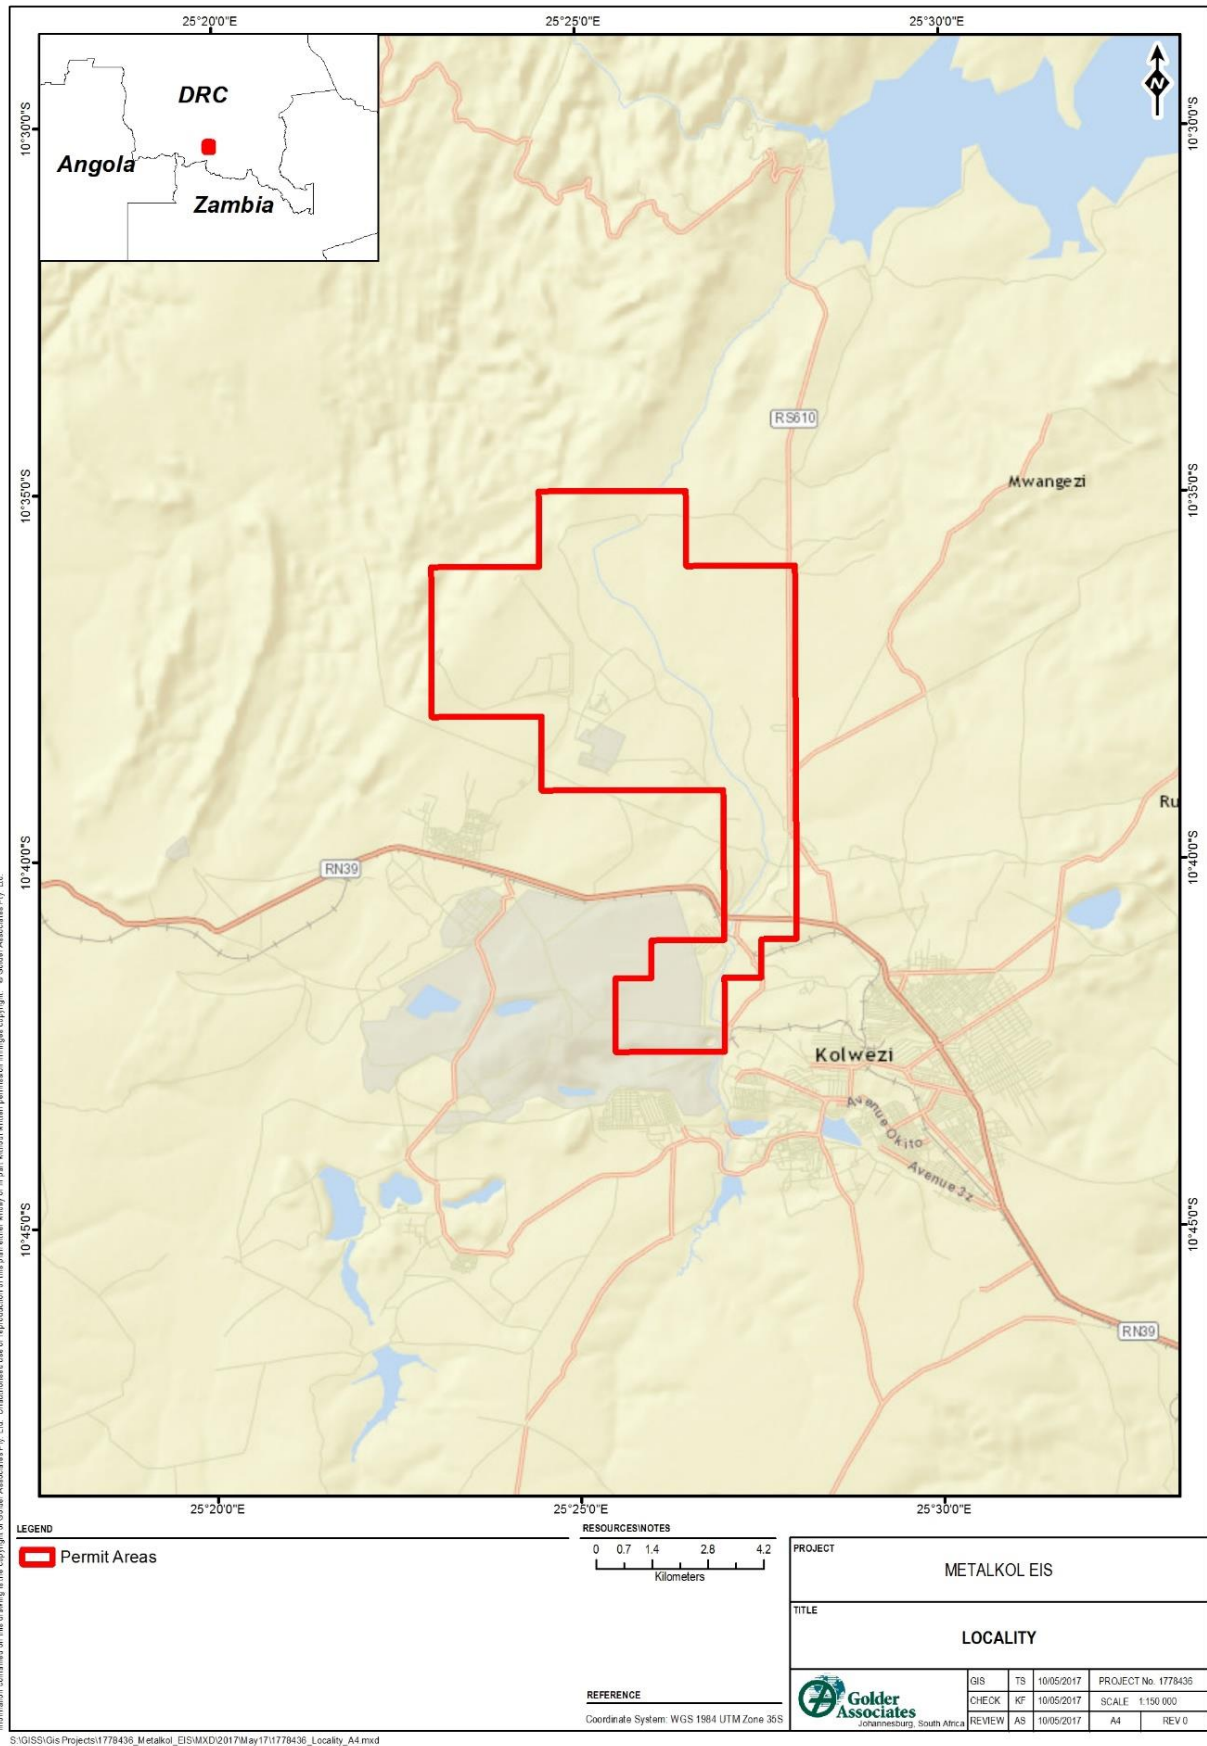 25°20'0"E
25°25'0"E
25°30'0"E
10°30'0"S
10°30'0"S
DRC
Angola
Zambia
N
RS610
10°35'0"S
10°35'0"S
Mwangezi
Ru
10°40'0"S
10°40'0"S
RN39
Kolwezi
Avenue Okito
Avenue 3z
10°45'0"S
10°45'0"S
RN39
25°20'0"E
25°25'0"E
25°30'0"E
LEGEND
Permit Areas
RESOURCES\NOTES
0 0.7 1.4 2.8 4.2
Kilometers
REFERENCE
Coordinate System: WGS 1984 UTM Zone 35S
PROJECT
METALKOL EIS
TITLE
LOCALITY
Golder
Associates
Johannesburg, South Africa
GIS TS 10/05/2017 PROJECT No. 1778436
CHECK KF 10/05/2017 SCALE 1:150 000
REVIEW AS 10/05/2017 A4 REV 0
S:\GISS\Gis Projects\1778436_Metalkol_EIS\MXD\2017\May17\1778436_Locality_A4.mxd